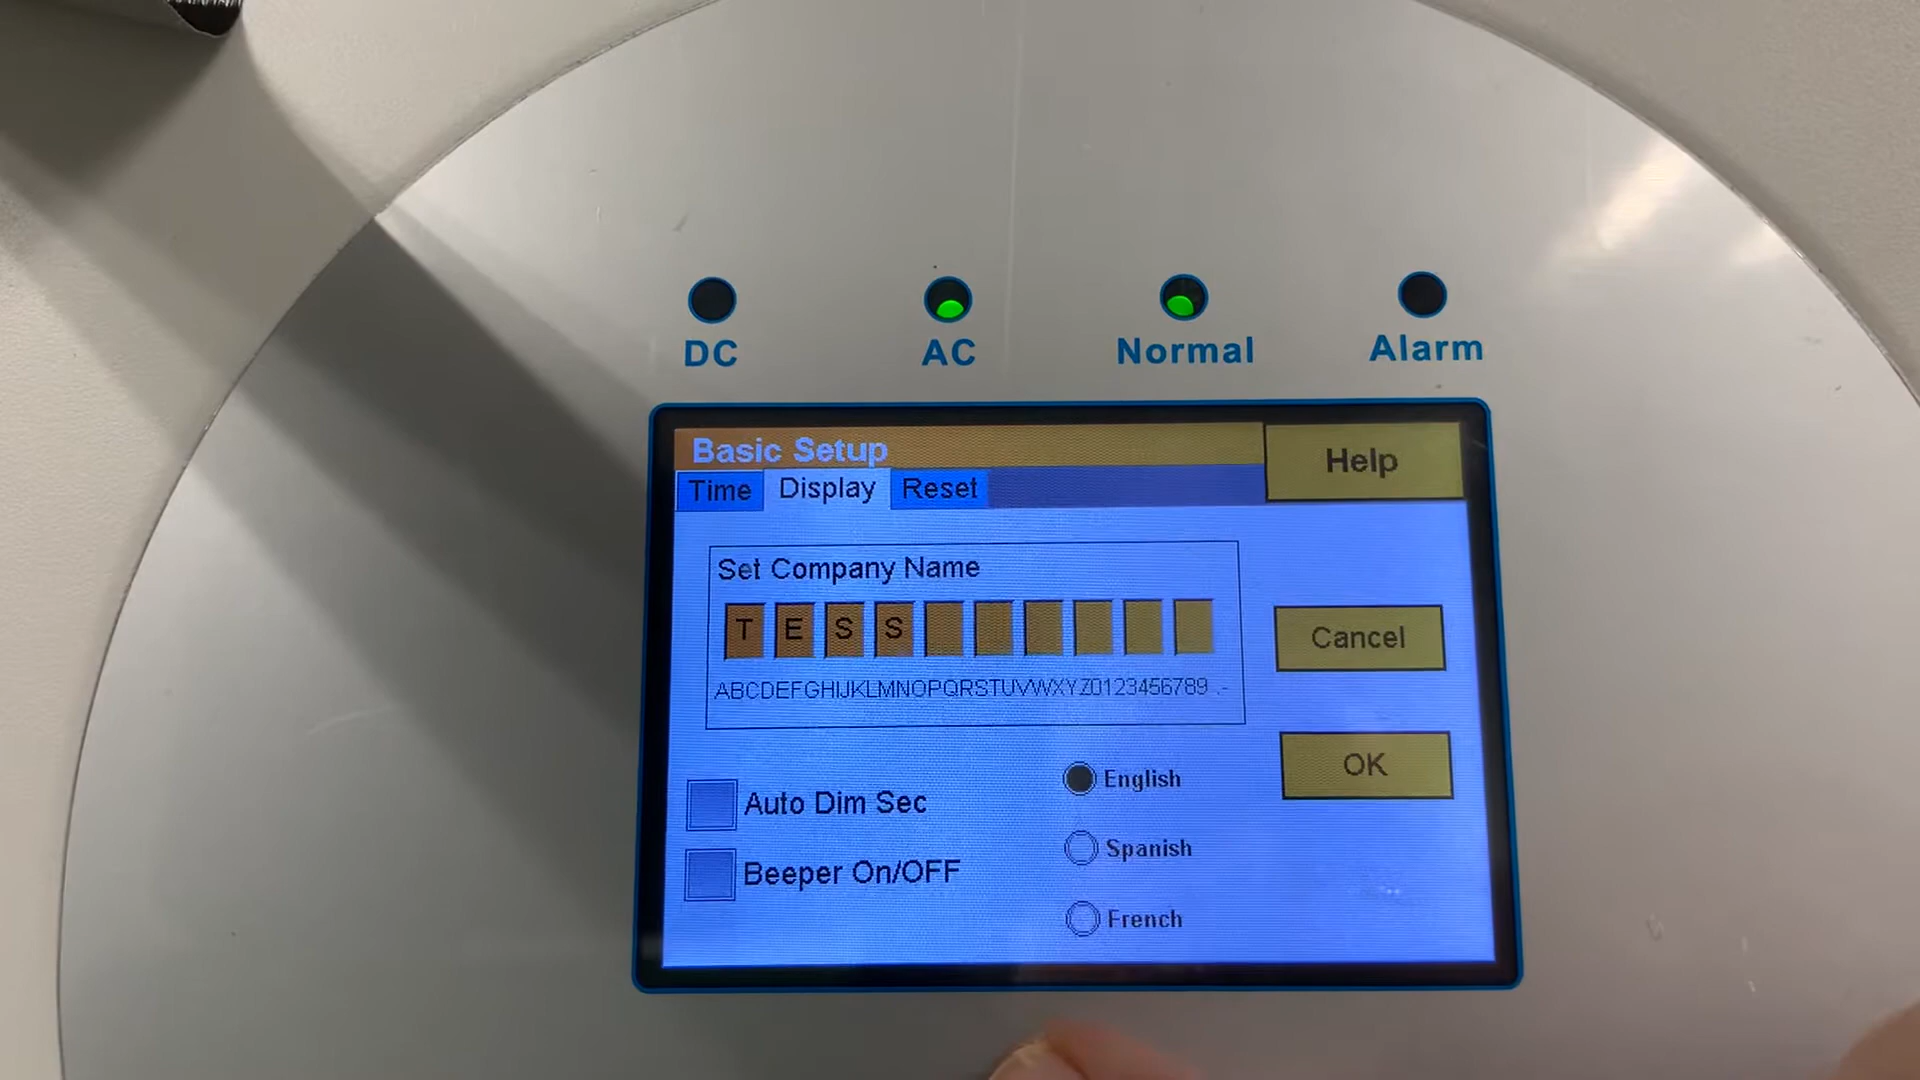 DC AC Normal Alarm
Basic Setup Help
Time Display Reset
Set Company Name
T E S S
ABCDEFGHIJKLMNOPQRSTUVWXYZ0123456789 .-
Cancel
OK
Auto Dim Sec
Beeper On/OFF
English
Spanish
French